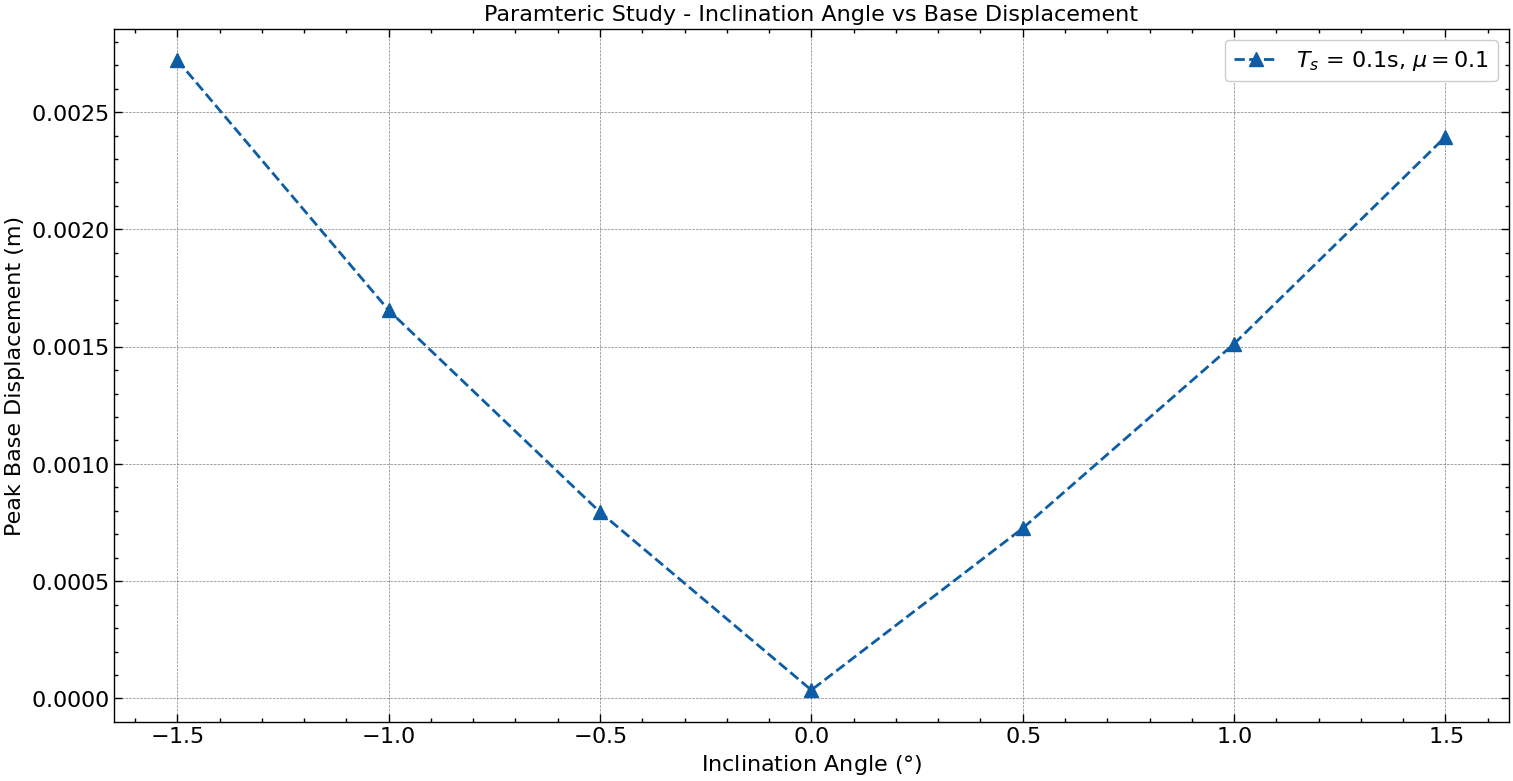 Paramteric Study - Inclination Angle vs Base Displacement
T_s = 0.1s, μ = 0.1
Peak Base Displacement (m)
0.0025
0.0020
0.0015
0.0010
0.0005
0.0000
−1.5 −1.0 −0.5 0.0 0.5 1.0 1.5
Inclination Angle (°)